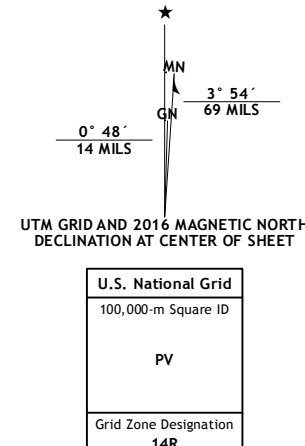 ★
MN
3° 54´
69 MILS
GN
0° 48´
14 MILS
UTM GRID AND 2016 MAGNETIC NORTH
DECLINATION AT CENTER OF SHEET
U.S. National Grid
100,000-m Square ID
PV
Grid Zone Designation
14R